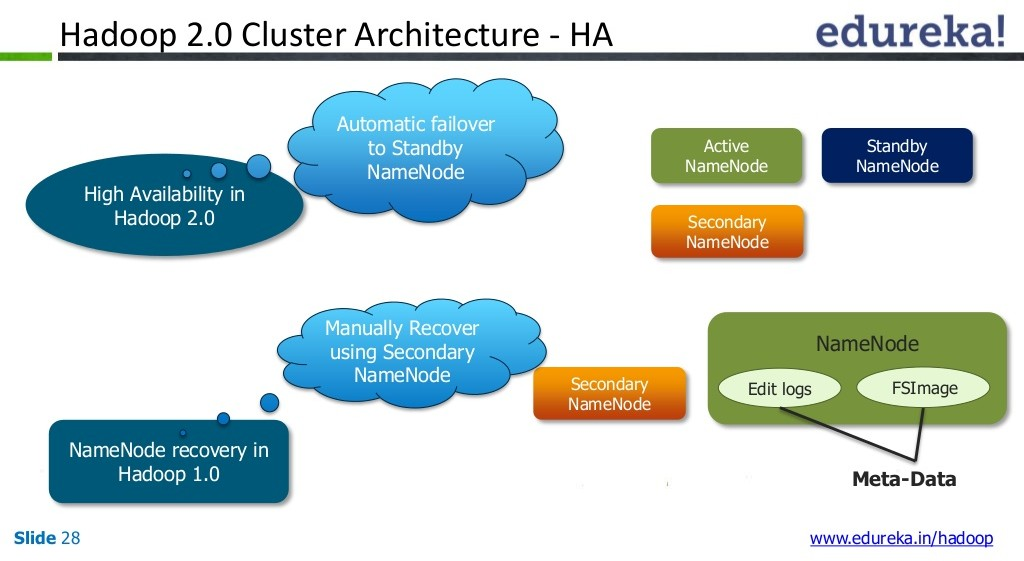 Hadoop 2.0 Cluster Architecture - HA
edureka!
Automatic failover
to Standby
NameNode
High Availability in
Hadoop 2.0
Active
NameNode
Standby
NameNode
Secondary
NameNode
Manually Recover
using Secondary
NameNode
Secondary
NameNode
NameNode
Edit logs
FSImage
NameNode recovery in
Hadoop 1.0
Meta-Data
Slide 28
www.edureka.in/hadoop